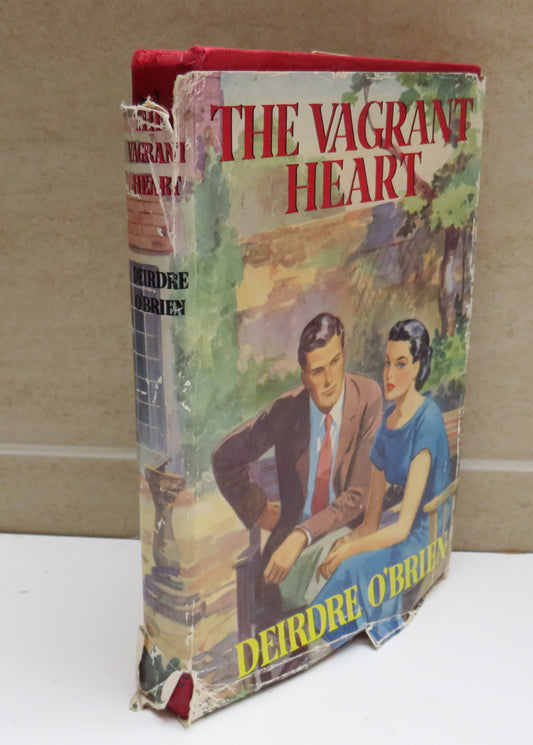 THE VAGRANT
HEART
DEIRDRE O'BRIEN
THE
VAGRANT
HEART
DEIRDRE
O'BRIEN